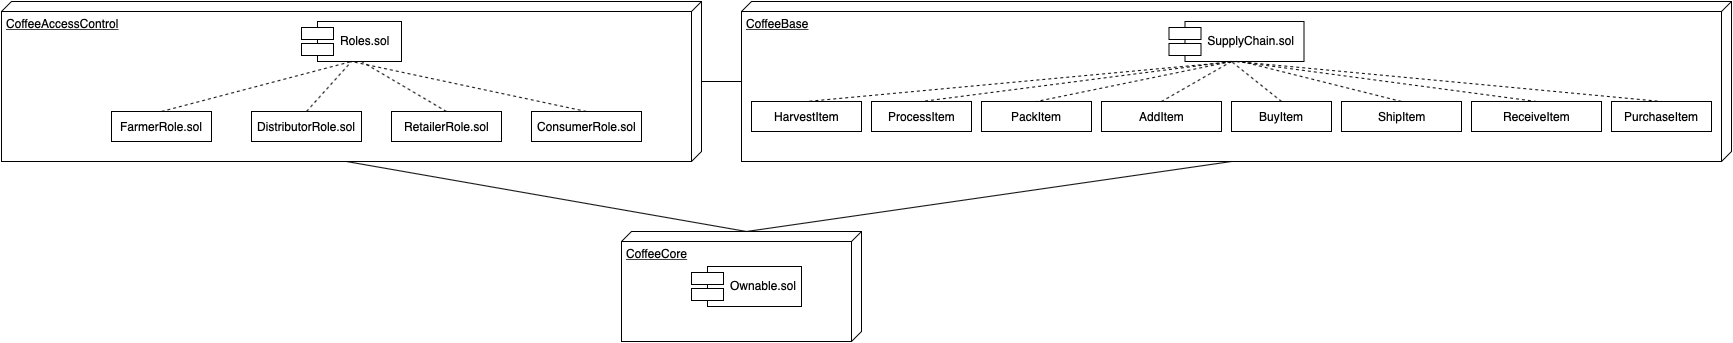 CoffeeAccessControl
Roles.sol
FarmerRole.sol
DistributorRole.sol
RetailerRole.sol
ConsumerRole.sol
CoffeeBase
SupplyChain.sol
HarvestItem
ProcessItem
PackItem
AddItem
BuyItem
ShipItem
ReceiveItem
PurchaseItem
CoffeeCore
Ownable.sol